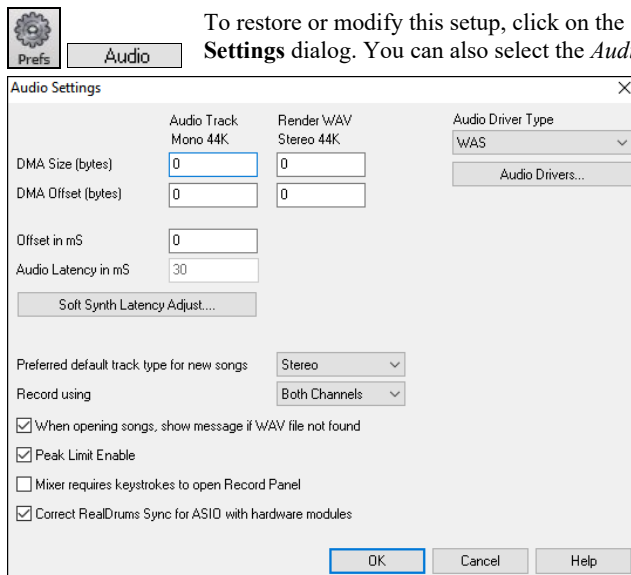 To restore or modify this setup, click on the
Prefs
Audio
Settings dialog. You can also select the
Audio Settings
Audio Track
Mono 44K
Render WAV
Stereo 44K
Audio Driver Type
WAS
DMA Size (bytes)
0
0
Audio Drivers...
DMA Offset (bytes)
0
0
Offset in mS
0
Audio Latency in mS
30
Soft Synth Latency Adjust....
Preferred default track type for new songs
Stereo
Record using
Both Channels
When opening songs, show message if WAV file not found
Peak Limit Enable
Mixer requires keystrokes to open Record Panel
Correct RealDrums Sync for ASIO with hardware modules
OK
Cancel
Help